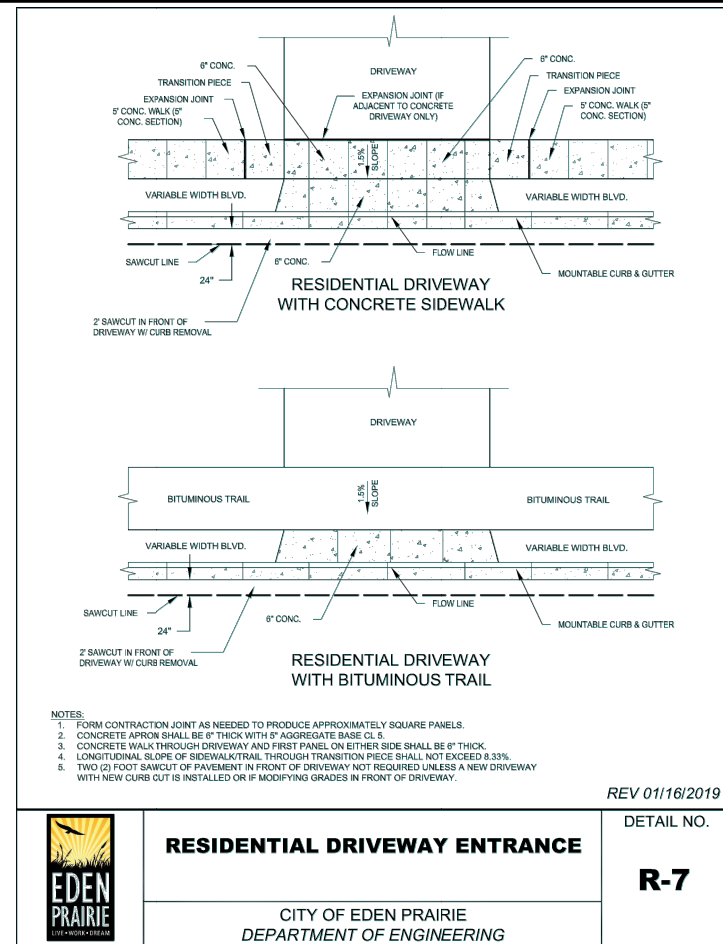 6" CONC.
TRANSITION PIECE
EXPANSION JOINT
5' CONC. WALK (5"
CONC. SECTION)
DRIVEWAY
EXPANSION JOINT (IF
ADJACENT TO CONCRETE
DRIVEWAY ONLY)
6" CONC.
TRANSITION PIECE
EXPANSION JOINT
5' CONC. WALK (5"
CONC. SECTION)
1.5%
SLOPE
VARIABLE WIDTH BLVD.
VARIABLE WIDTH BLVD.
SAWCUT LINE
24"
6" CONC.
FLOW LINE
MOUNTABLE CURB & GUTTER
RESIDENTIAL DRIVEWAY
WITH CONCRETE SIDEWALK
2' SAWCUT IN FRONT OF
DRIVEWAY W/ CURB REMOVAL
DRIVEWAY
BITUMINOUS TRAIL
1.5%
SLOPE
BITUMINOUS TRAIL
VARIABLE WIDTH BLVD.
VARIABLE WIDTH BLVD.
SAWCUT LINE
24"
6" CONC.
FLOW LINE
MOUNTABLE CURB & GUTTER
2' SAWCUT IN FRONT OF
DRIVEWAY W/ CURB REMOVAL
RESIDENTIAL DRIVEWAY
WITH BITUMINOUS TRAIL
NOTES:
1. FORM CONTRACTION JOINT AS NEEDED TO PRODUCE APPROXIMATELY SQUARE PANELS.
2. CONCRETE APRON SHALL BE 6" THICK WITH 5" AGGREGATE BASE CL 5.
3. CONCRETE WALK THROUGH DRIVEWAY AND FIRST PANEL ON EITHER SIDE SHALL BE 6" THICK.
4. LONGITUDINAL SLOPE OF SIDEWALK/TRAIL THROUGH TRANSITION PIECE SHALL NOT EXCEED 8.33%.
5. TWO (2) FOOT SAWCUT OF PAVEMENT IN FRONT OF DRIVEWAY NOT REQUIRED UNLESS A NEW DRIVEWAY
WITH NEW CURB CUT IS INSTALLED OR IF MODIFYING GRADES IN FRONT OF DRIVEWAY.
REV 01/16/2019
EDEN
PRAIRIE
LIVE • WORK • DREAM
RESIDENTIAL DRIVEWAY ENTRANCE
CITY OF EDEN PRAIRIE
DEPARTMENT OF ENGINEERING
DETAIL NO.
R-7